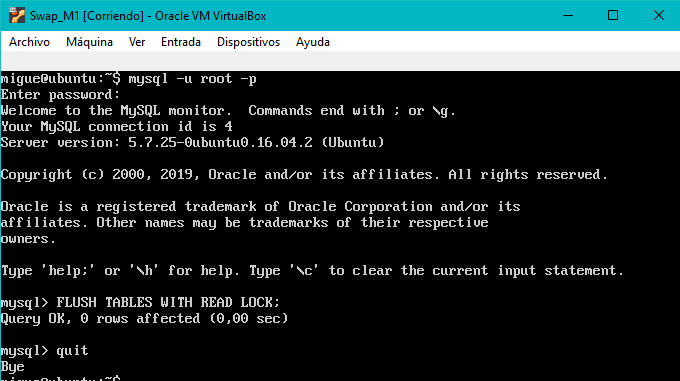 Swap_M1 [Corriendo] - Oracle VM VirtualBox
Archivo Máquina Ver Entrada Dispositivos Ayuda
migue@ubuntu:~$ mysql -u root -p
Enter password:
Welcome to the MySQL monitor.  Commands end with ; or \g.
Your MySQL connection id is 4
Server version: 5.7.25-0ubuntu0.16.04.2 (Ubuntu)
Copyright (c) 2000, 2019, Oracle and/or its affiliates. All rights reserved.
Oracle is a registered trademark of Oracle Corporation and/or its
affiliates. Other names may be trademarks of their respective
owners.
Type 'help;' or '\h' for help. Type '\c' to clear the current input statement.
mysql> FLUSH TABLES WITH READ LOCK;
Query OK, 0 rows affected (0,00 sec)
mysql> quit
Bye
migue@ubuntu:~$